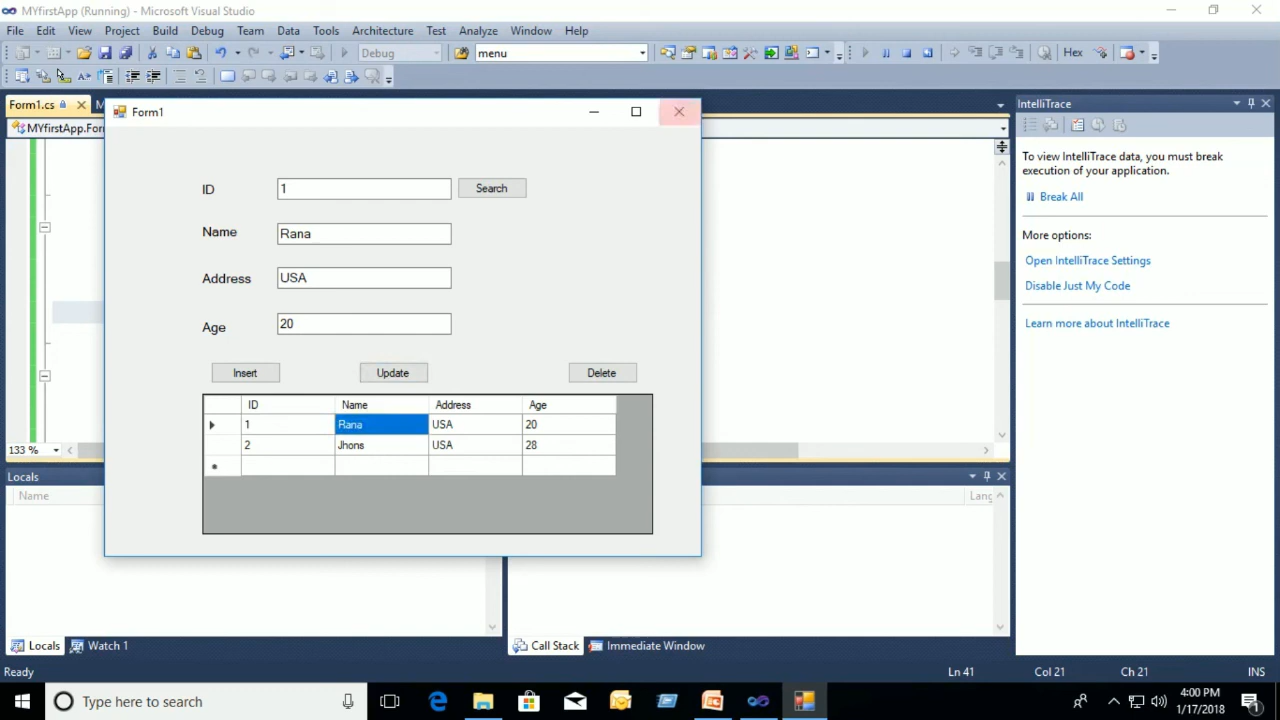 MYfirstApp (Running) - Microsoft Visual Studio
File Edit View Project Build Debug Team Data Tools Architecture Test Analyze Window Help
Debug menu Hex
Form1.cs M
MYfirstApp.For
Form1
ID 1 Search
Name Rana
Address USA
Age 20
Insert Update Delete
ID Name Address Age
1 Rana USA 20
2 Jhons USA 28
133 %
IntelliTrace
To view IntelliTrace data, you must break
execution of your application.
Break All
More options:
Open IntelliTrace Settings
Disable Just My Code
Learn more about IntelliTrace
Locals
Name
Lang
Locals Watch 1
Call Stack Immediate Window
Ready Ln 41 Col 21 Ch 21 INS
Type here to search
4:00 PM
1/17/2018
1